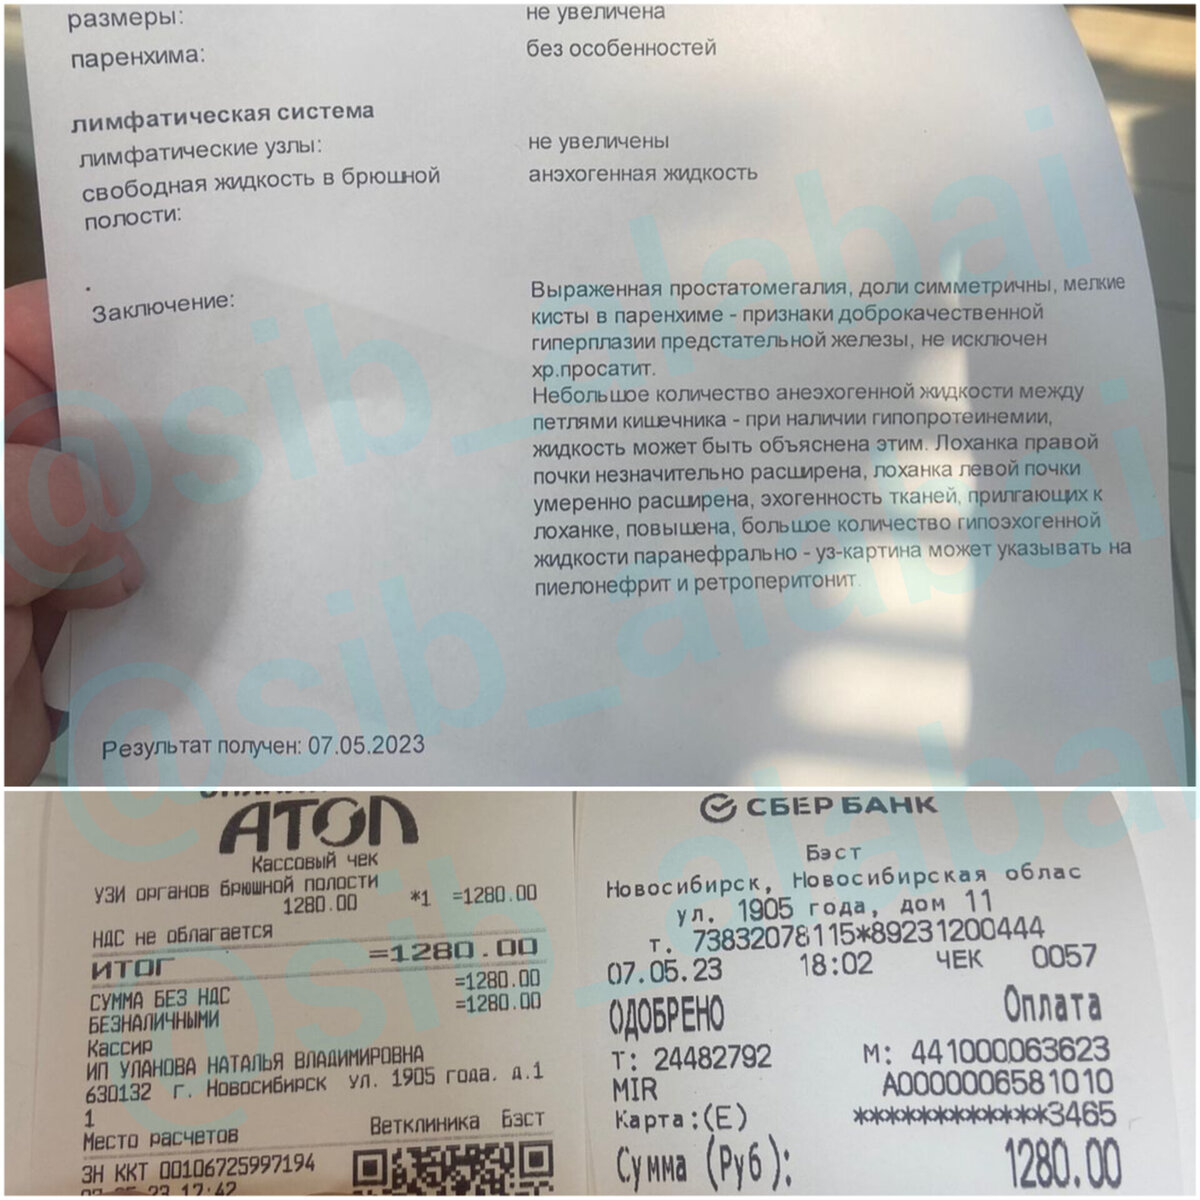 размеры:
не увеличена
паренхима:
без особенностей
лимфатическая система
лимфатические узлы:
не увеличены
свободная жидкость в брюшной
полости:
анэхогенная жидкость
.
Заключение:
Выраженная простатомегалия, доли симметричны, мелкие
кисты в паренхиме - признаки доброкачественной
гиперплазии предстательной железы, не исключен
хр.просатит.
Небольшое количество анеэхогенной жидкости между
петлями кишечника - при наличии гипопротеинемии,
жидкость может быть объяснена этим. Лоханка правой
почки незначительно расширена, лоханка левой почки
умеренно расширена, эхогенность тканей, прилгающих к
лоханке, повышена, большое количество гипоэхогенной
жидкости паранефрально - уз-картина может указывать на
пиелонефрит и ретроперитонит.
Результат получен: 07.05.2023
@sib_alabai
@sib_alabai
@sib_alabai
АТОЛ
Кассовый чек
УЗИ органов брюшной полости
1280.00 *1 =1280.00
НДС не облагается
ИТОГ =1280.00
СУММА БЕЗ НДС =1280.00
БЕЗНАЛИЧНЫМИ =1280.00
Кассир
ИП УЛАНОВА НАТАЛЬЯ ВЛАДИМИРОВНА
630132 г. Новосибирск ул. 1905 года. д.1
1
Место расчетов Ветклиника Бэст
ЗН ККТ 00106725997194
СБЕР БАНК
Бэст
Новосибирск, Новосибирская облас
ул. 1905 года, дом 11
т. 73832078115*89231200444
07.05.23 18:02 ЧЕК 0057
ОДОБРЕНО Оплата
Т: 24482792 М: 441000063623
MIR A0000006581010
Карта:(E) ************3465
Сумма (Руб): 1280.00